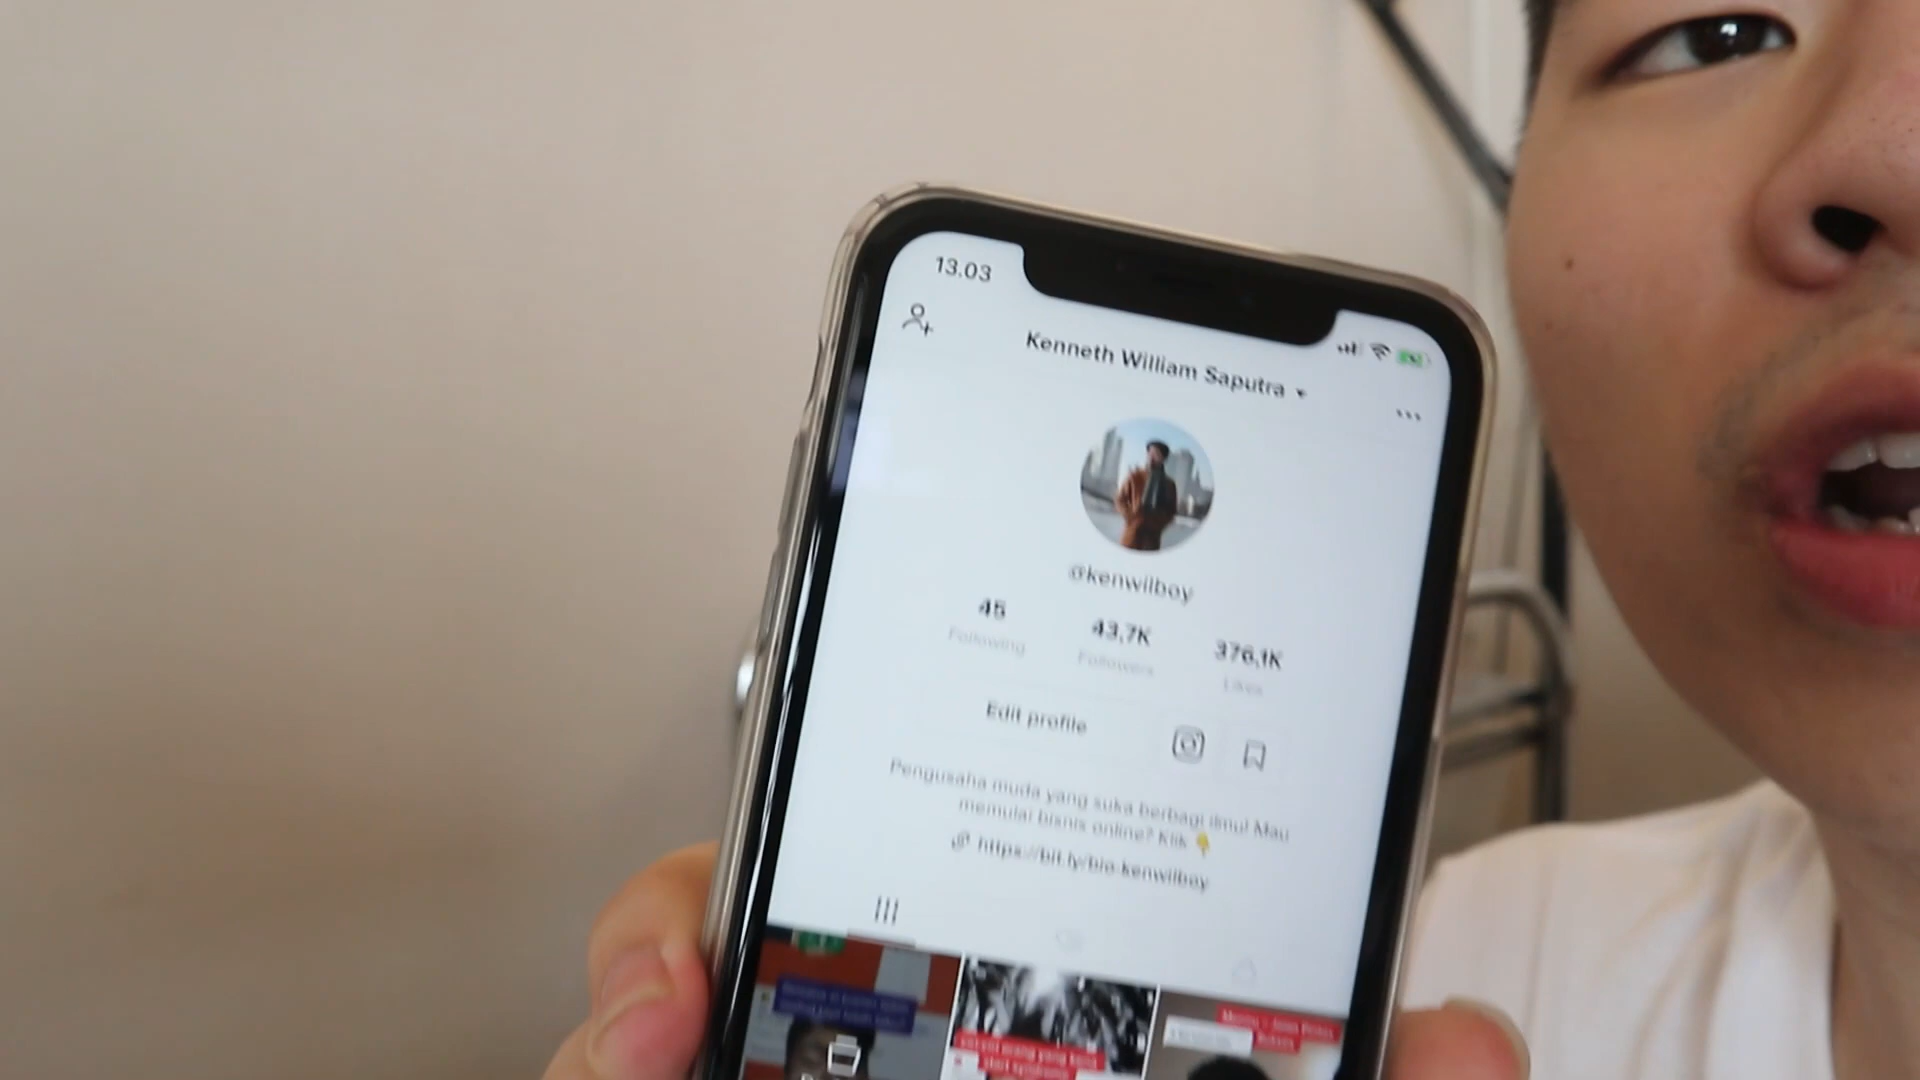 13.03
Kenneth William Saputra
@kenwilboy
45
43,7K
376,1K
Following
Followers
Likes
Edit profile
Pengusaha muda yang suka berbagi ilmu! Mau
memulai bisnis online? Klik 👇
https://bit.ly/bio-kenwilboy